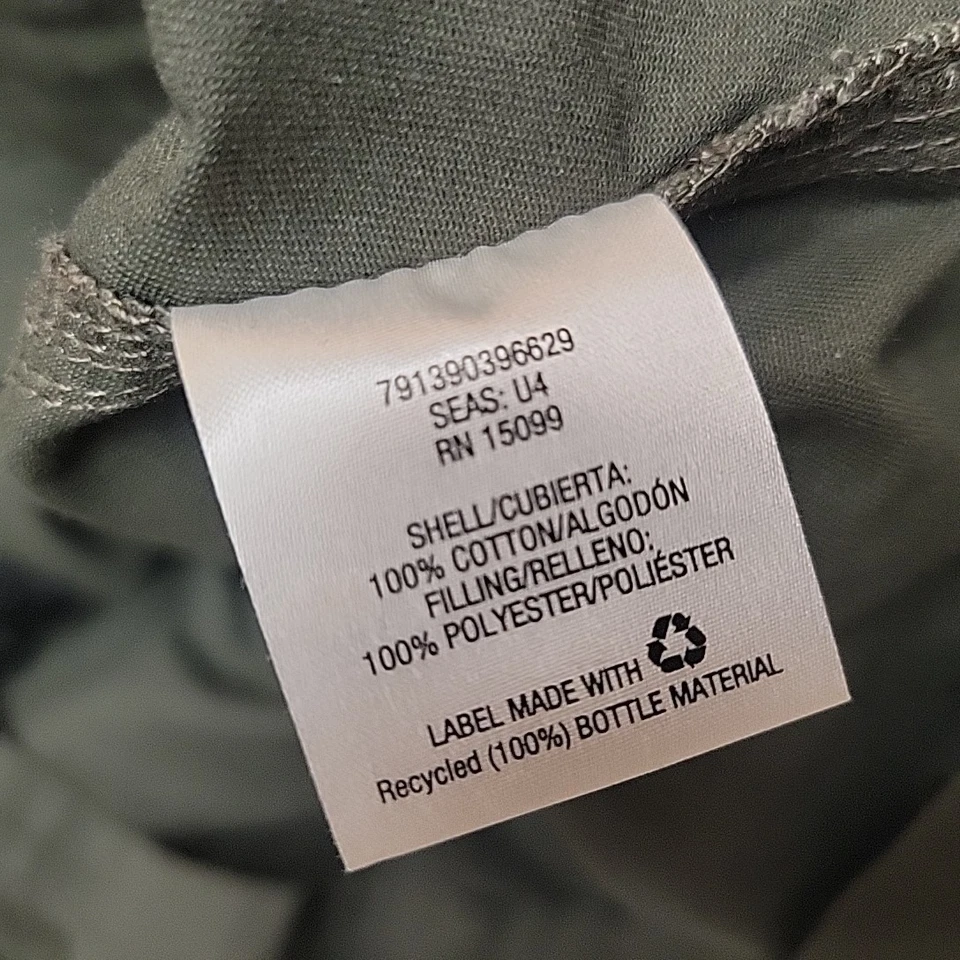 791390396629
SEAS: U4
RN 15099
SHELL/CUBIERTA:
100% COTTON/ALGODÓN
FILLING/RELLENO:
100% POLYESTER/POLIÉSTER
LABEL MADE WITH
Recycled (100%) BOTTLE MATERIAL